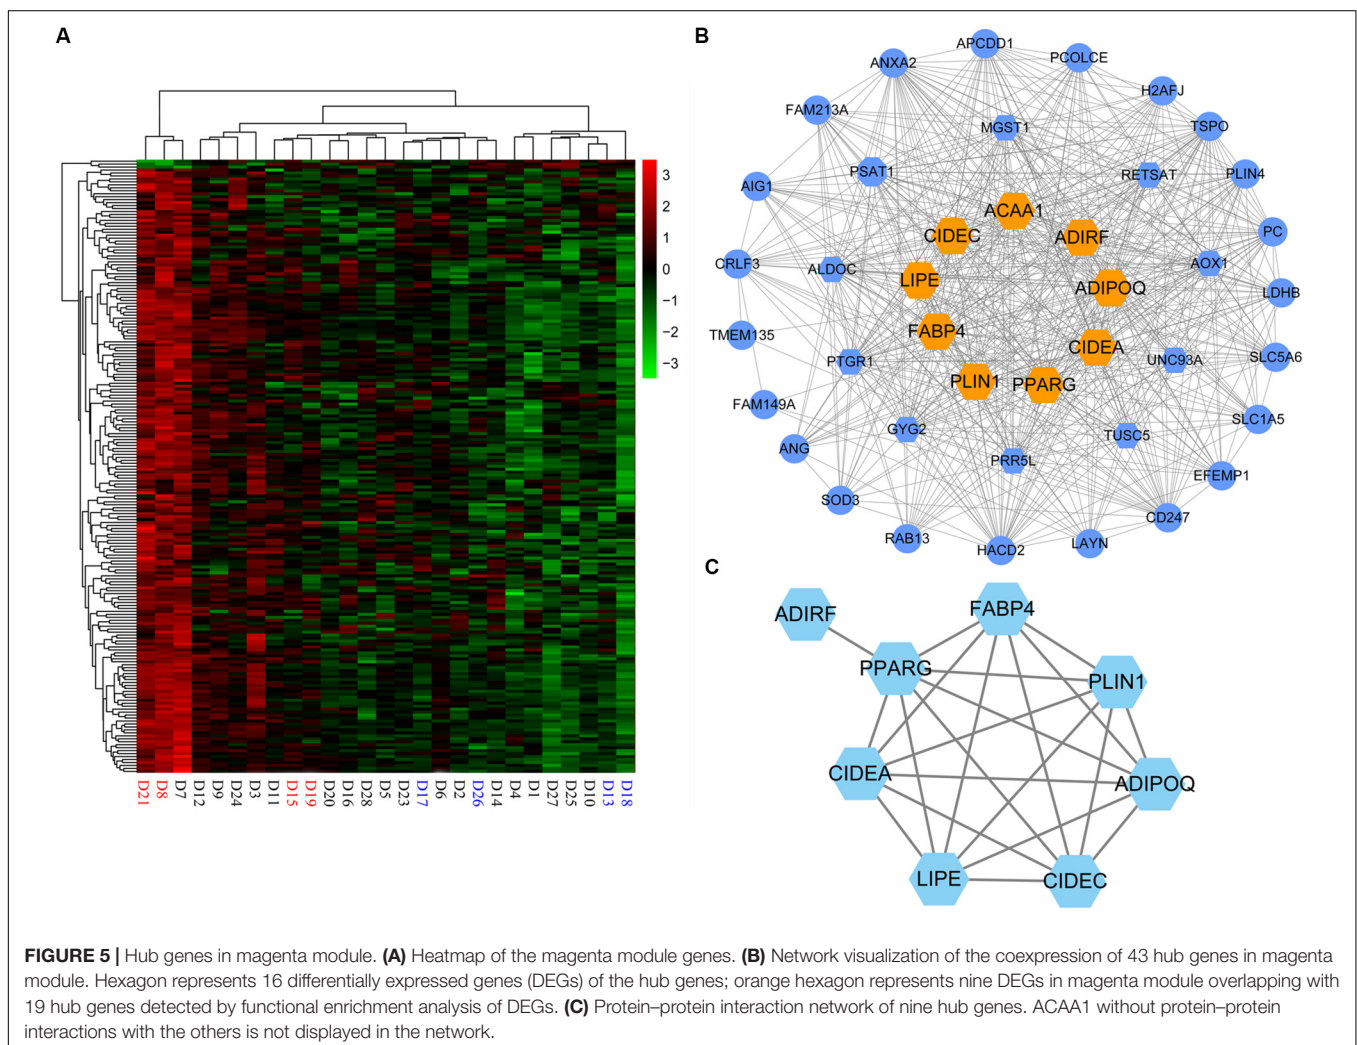 A
3
2
1
0
−1
−2
−3
D21
D8
D7
D12
D9
D24
D3
D11
D15
D19
D20
D16
D28
D5
D23
D17
D6
D2
D26
D14
D4
D1
D27
D25
D10
D13
D18
B
APCDD1
ANXA2
PCOLCE
H2AFJ
FAM213A
MGST1
TSPO
PSAT1
RETSAT
PLIN4
AIG1
ACAA1
CIDEC
ADIRF
PC
CRLF3
ALDOC
LIPE
ADIPOQ
AOX1
LDHB
TMEM135
FABP4
CIDEA
PTGR1
UNC93A
SLC5A6
PLIN1
PPARG
FAM149A
GYG2
TUSC5
SLC1A5
ANG
PRR5L
EFEMP1
SOD3
CD247
RAB13
HACD2
LAYN
C
ADIRF
FABP4
PPARG
PLIN1
CIDEA
ADIPOQ
LIPE
CIDEC
FIGURE 5 | Hub genes in magenta module. (A) Heatmap of the magenta module genes. (B) Network visualization of the coexpression of 43 hub genes in magenta
module. Hexagon represents 16 differentially expressed genes (DEGs) of the hub genes; orange hexagon represents nine DEGs in magenta module overlapping with
19 hub genes detected by functional enrichment analysis of DEGs. (C) Protein–protein interaction network of nine hub genes. ACAA1 without protein–protein
interactions with the others is not displayed in the network.